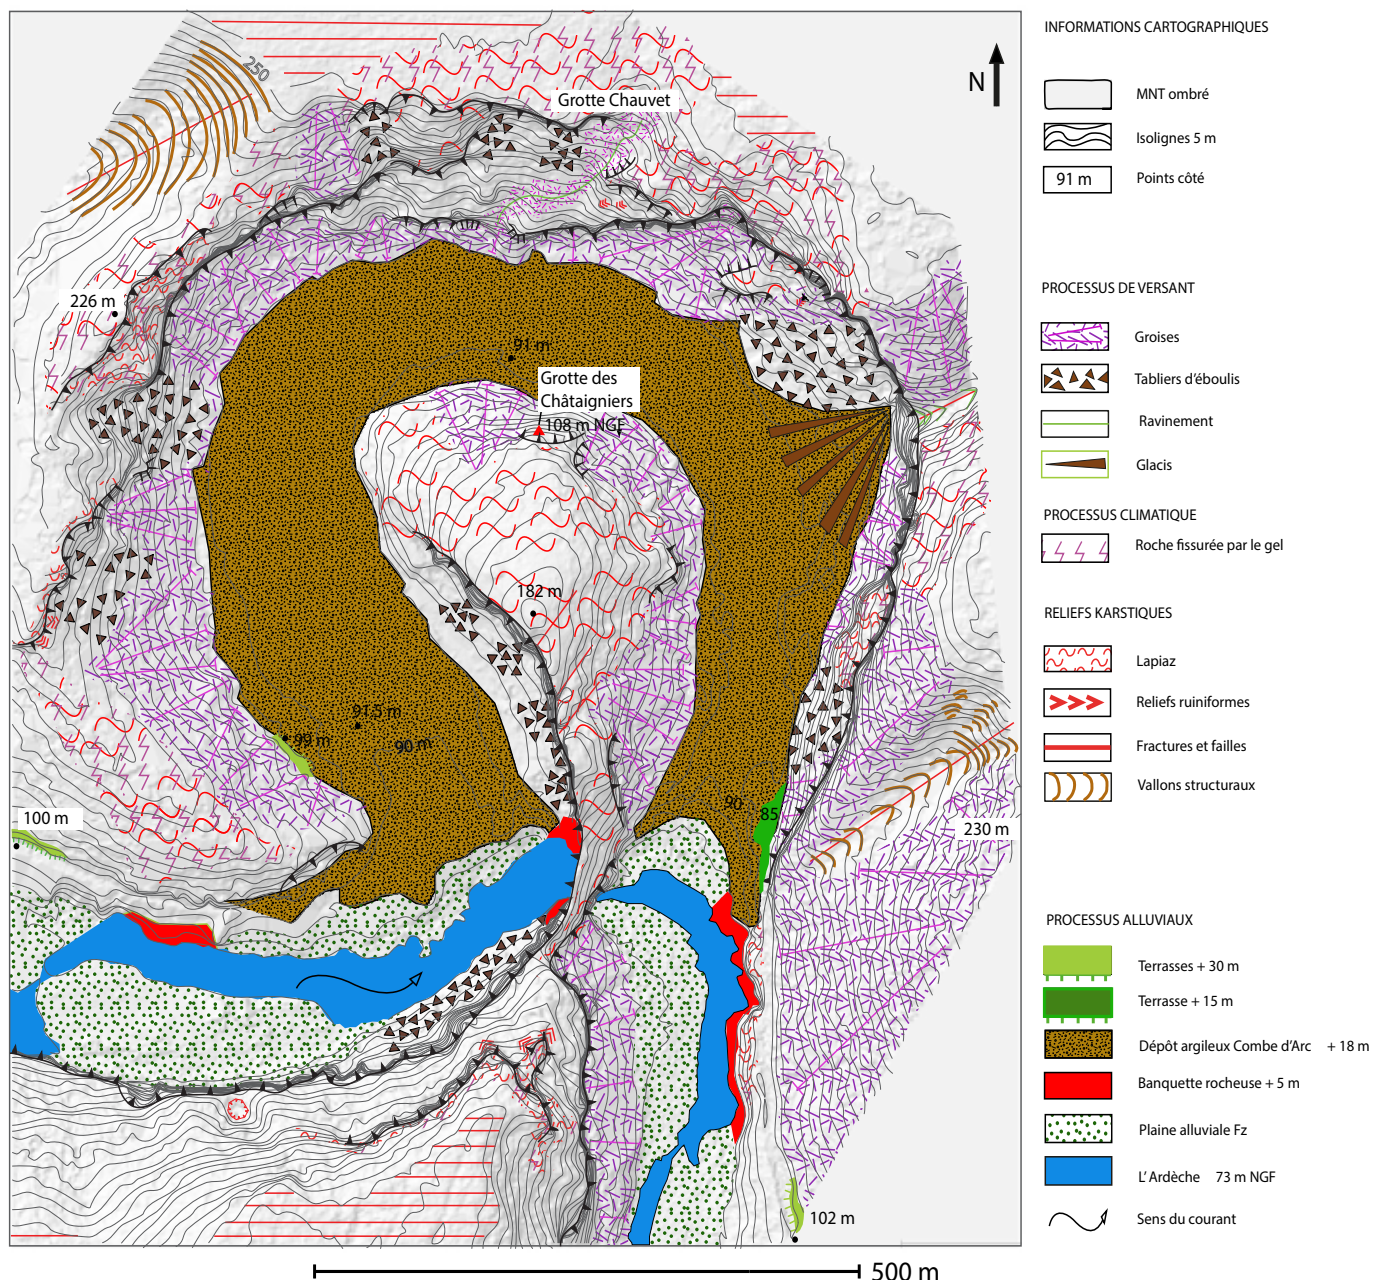 250
N
Grotte Chauvet
226 m
91 m
Grotte des
Châtaigniers
108 m NGF
182 m
91,5 m
99 m
90 m
90
85
100 m
230 m
102 m
500 m
INFORMATIONS CARTOGRAPHIQUES
MNT ombré
Isolignes 5 m
91 m Points côté
PROCESSUS DE VERSANT
Groises
Tabliers d'éboulis
Ravinement
Glacis
PROCESSUS CLIMATIQUE
Roche fissurée par le gel
RELIEFS KARSTIQUES
Lapiaz
Reliefs ruiniformes
Fractures et failles
Vallons structuraux
PROCESSUS ALLUVIAUX
Terrasses + 30 m
Terrasse + 15 m
Dépôt argileux Combe d'Arc + 18 m
Banquette rocheuse + 5 m
Plaine alluviale Fz
L' Ardèche 73 m NGF
Sens du courant